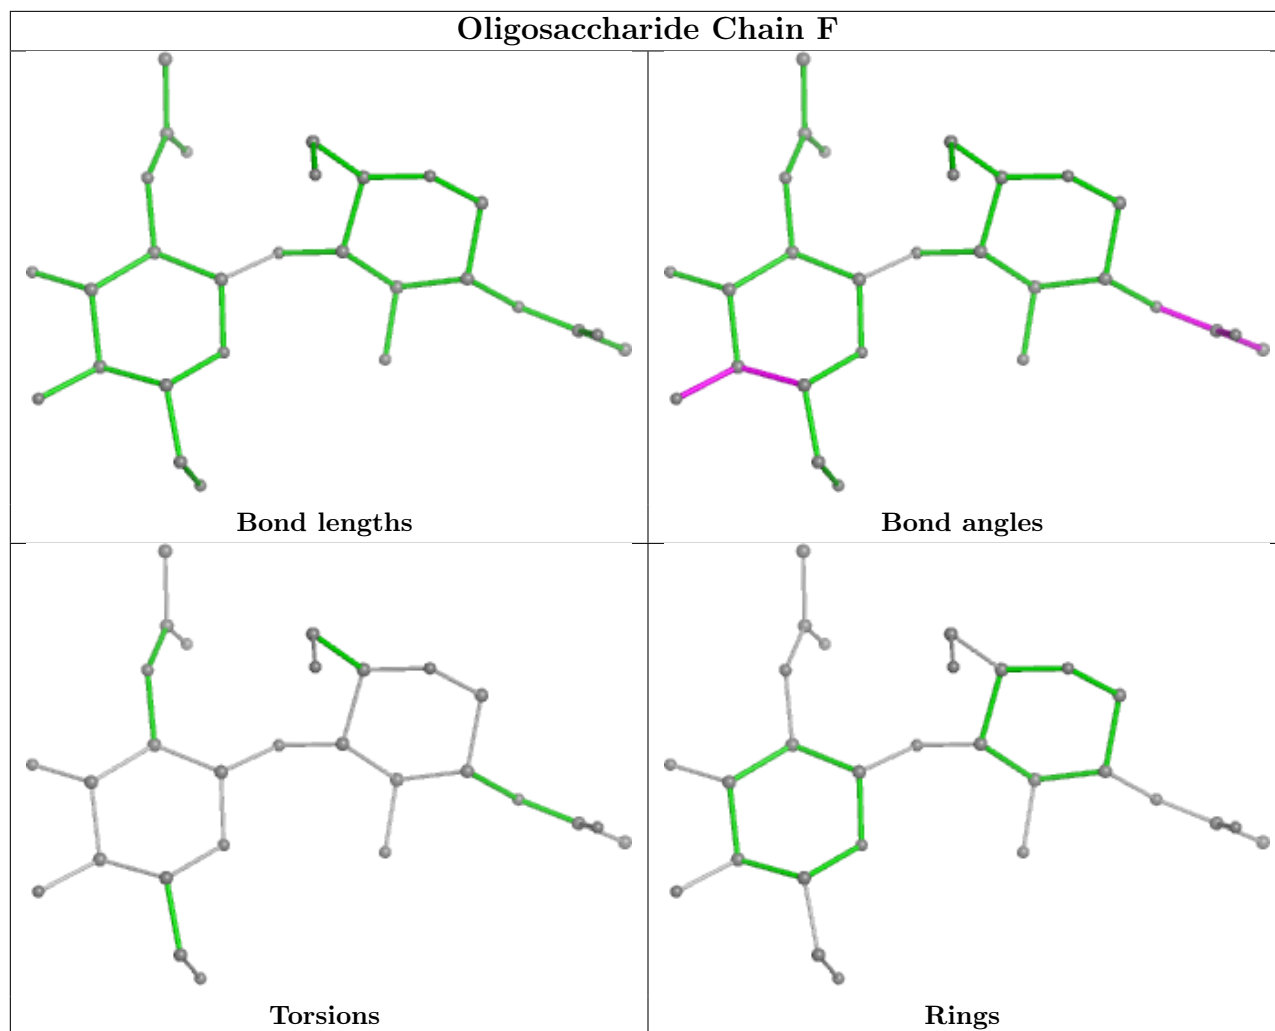 Oligosaccharide Chain F
Bond lengths
Bond angles
Torsions
Rings